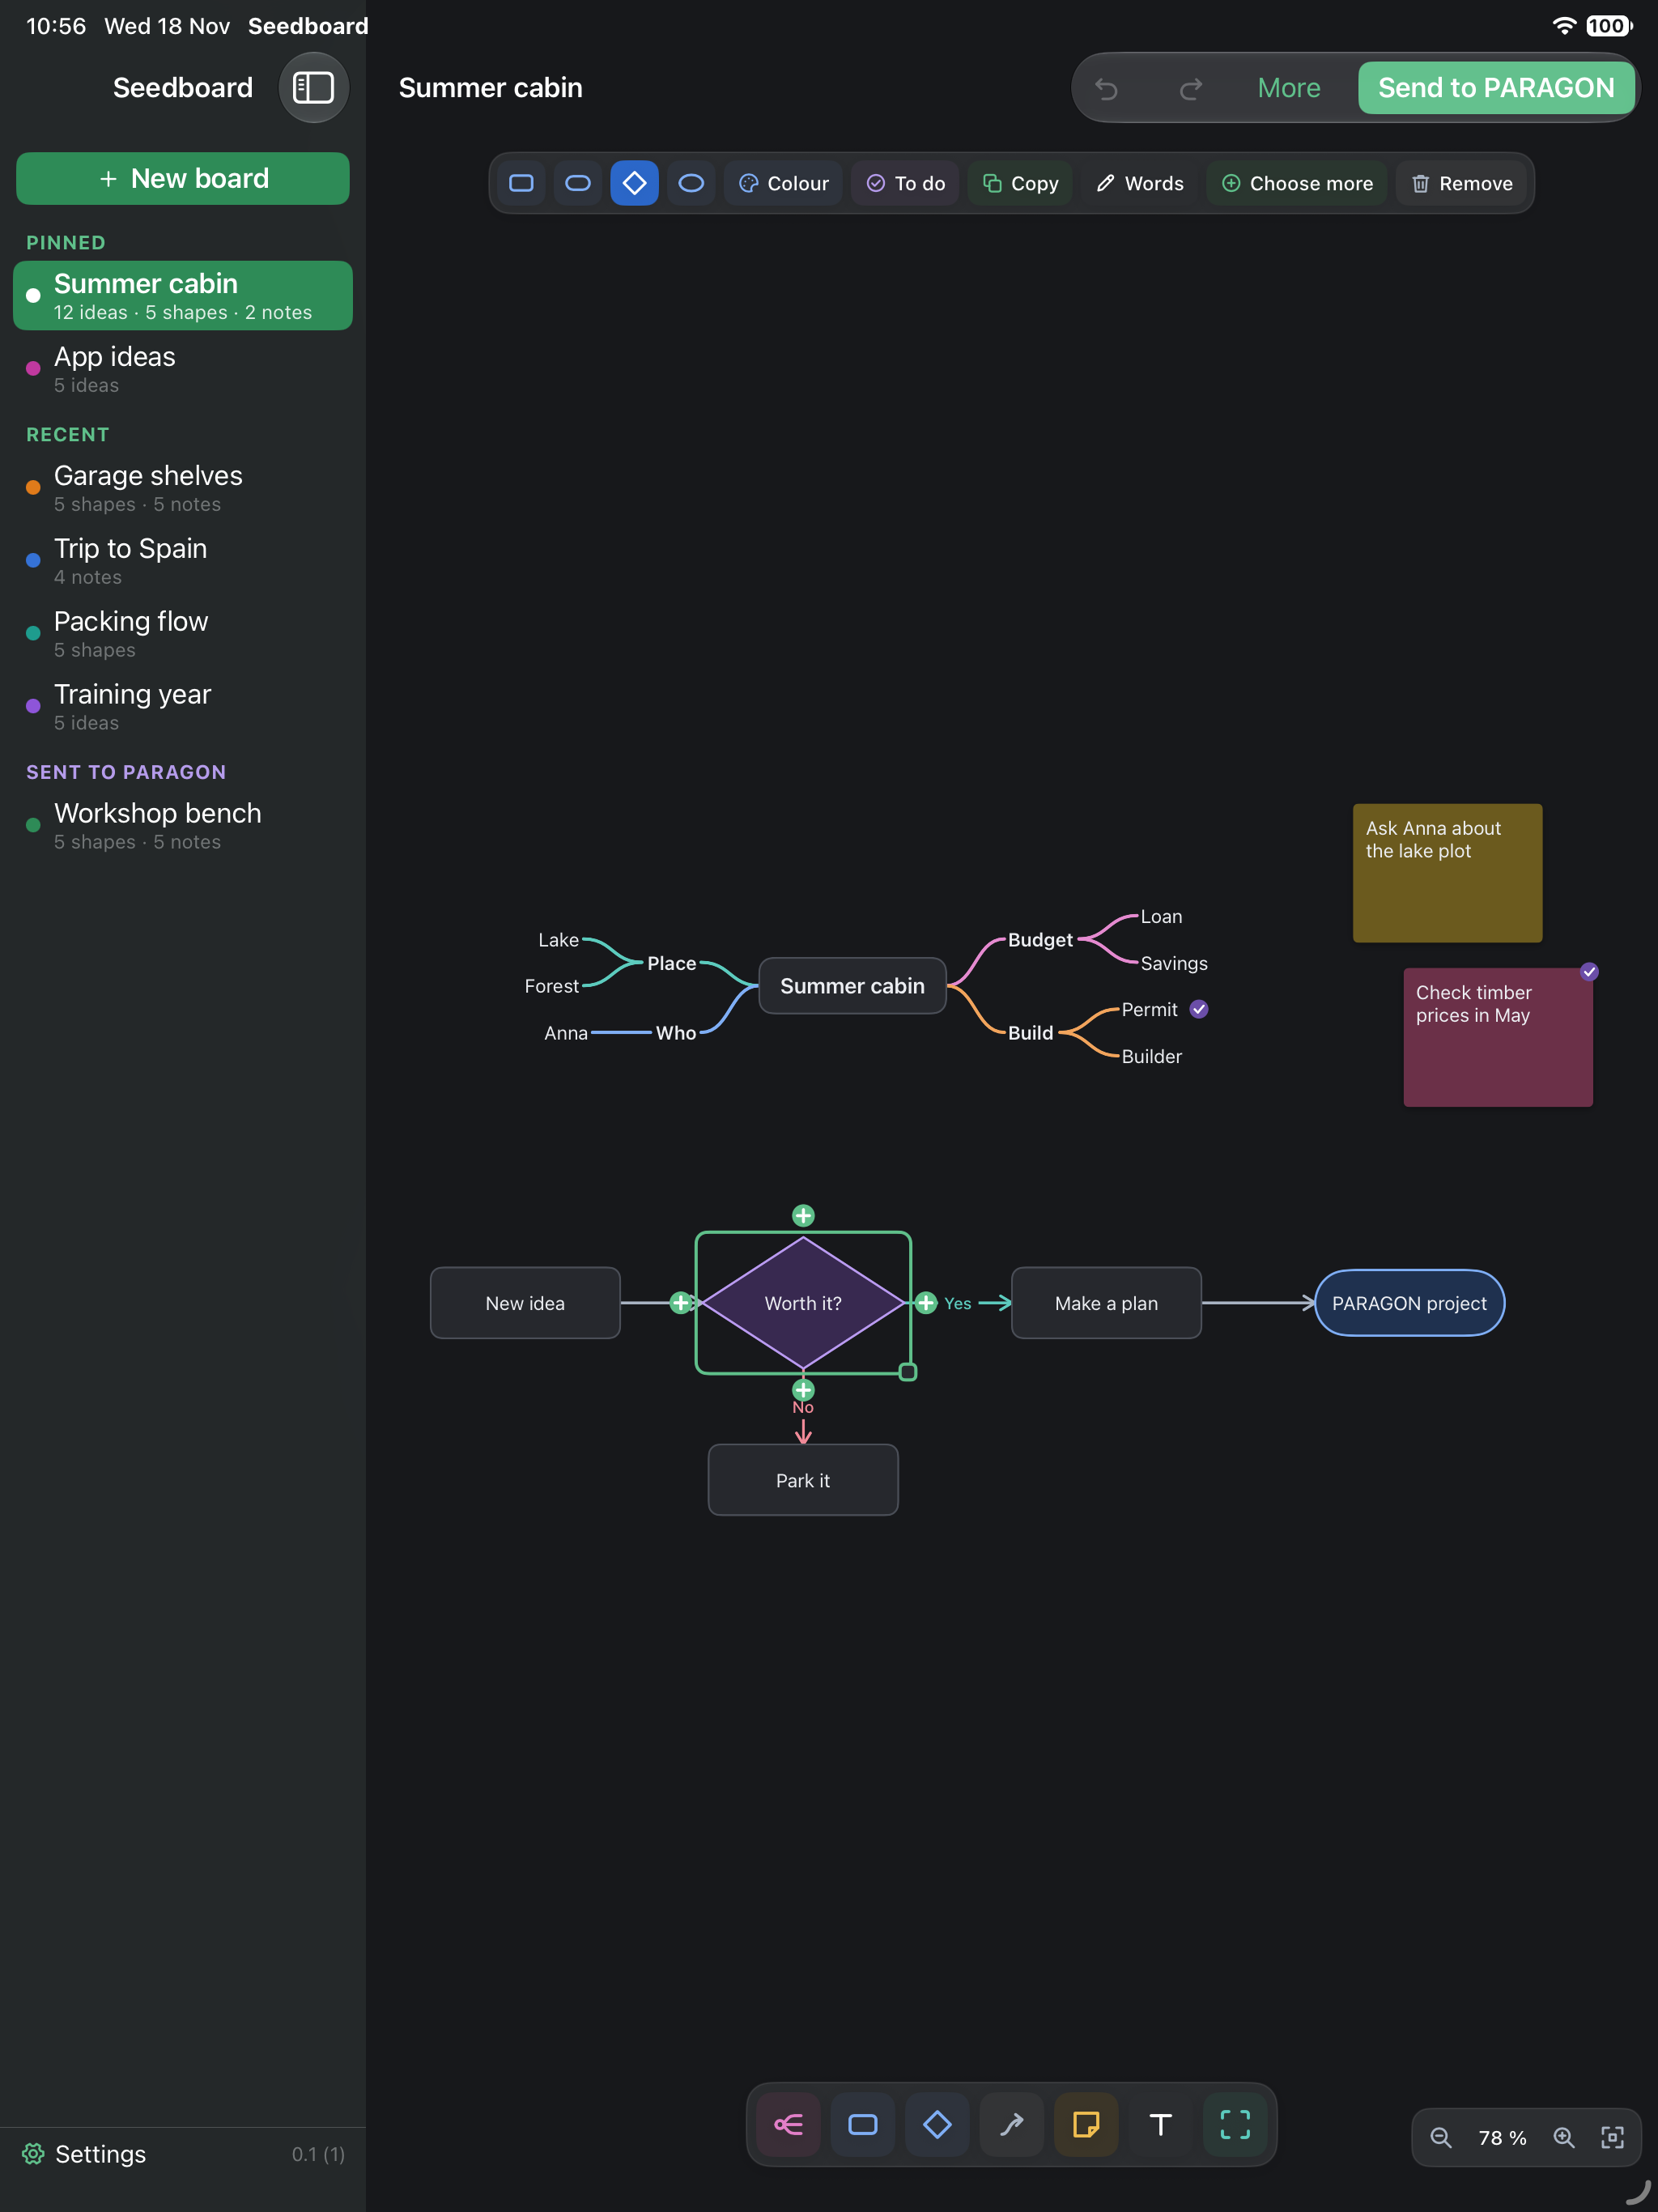 10:56 Wed 18 Nov Seedboard
100
Seedboard
Summer cabin
More
Send to PARAGON
+ New board
Colour
To do
Copy
Words
Choose more
Remove
PINNED
Summer cabin
12 ideas · 5 shapes · 2 notes
App ideas
5 ideas
RECENT
Garage shelves
5 shapes · 5 notes
Trip to Spain
4 notes
Packing flow
5 shapes
Training year
5 ideas
SENT TO PARAGON
Workshop bench
5 shapes · 5 notes
Ask Anna about
the lake plot
Check timber
prices in May
Lake
Forest
Place
Anna
Who
Summer cabin
Budget
Loan
Savings
Build
Permit
Builder
New idea
Worth it?
Yes
Make a plan
PARAGON project
No
Park it
Settings
0.1 (1)
T
78 %